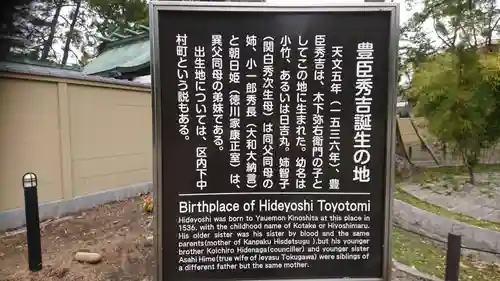 豊臣秀吉誕生の地
天文五年（一五三六年）、豊
臣秀吉は、木下弥右衛門の子と
してこの地に生まれた。幼名は
小竹、あるいは日吉丸。姉智子
（関白秀次生母）は同父同母の
姉、小一郎秀長（大和大納言）
と朝日姫（徳川家康正室）は、
異父同母の弟妹である。
出生地については、区内下中
村町という説もある。
Birthplace of Hideyoshi Toyotomi
Hideyoshi was born to Yauemon Kinoshita at this place in
1536, with the childhood name of Kotake or Hiyoshimaru.
His older sister was his sister by blood and the same
parents(mother of Kanpaku Hisdetsugu ),but his younger
brother Koichiro Hidenaga(counciller) and younger sister
Asahi Hime(true wife of Ieyasu Tokugawa) were siblings of
a different father but the same mother.